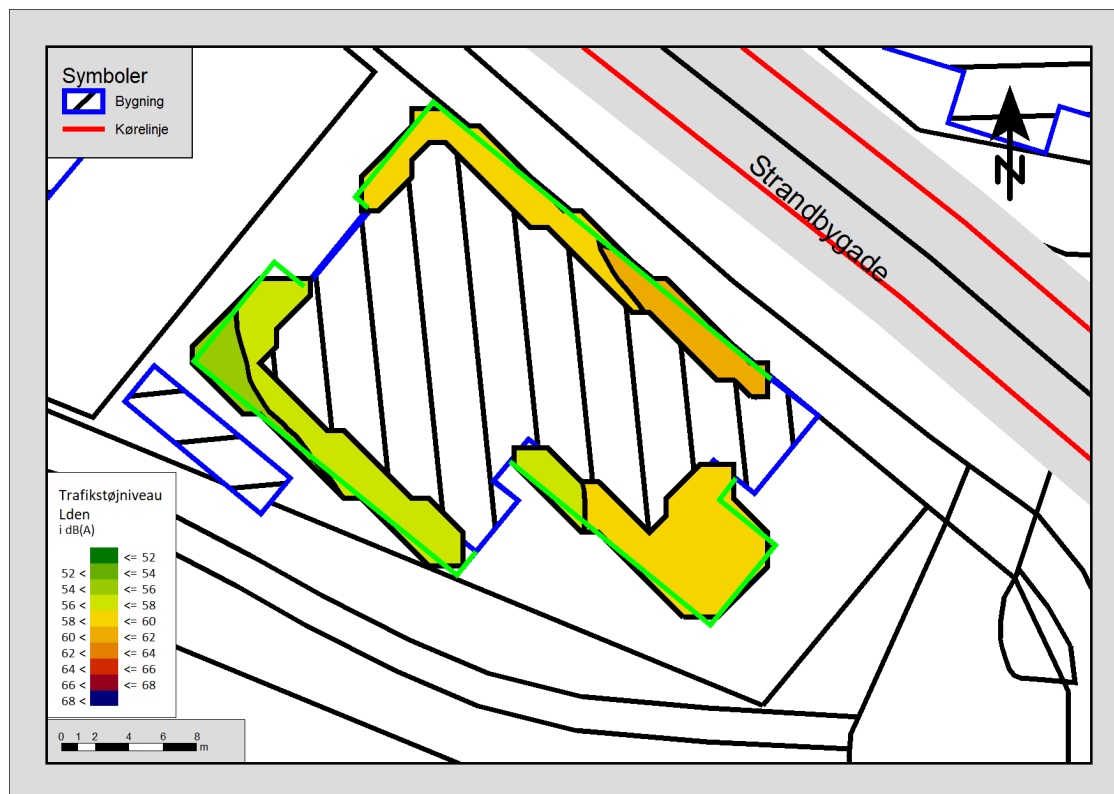 Symboler
Bygning
Kørelinje
Strandbygade
N
Trafikstøjniveau
Lden
i dB(A)
<= 52
52 < <= 54
54 < <= 56
56 < <= 58
58 < <= 60
60 < <= 62
62 < <= 64
64 < <= 66
66 < <= 68
68 <
0 1 2 4 6 8
m